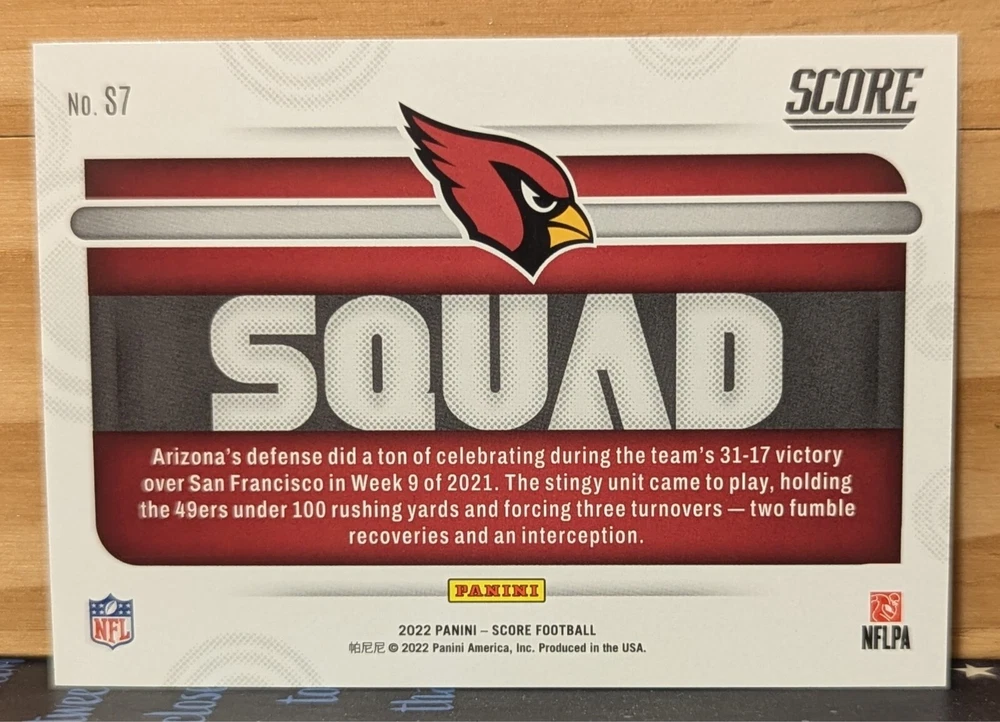 No. S7
SCORE
SQUAD
Arizona's defense did a ton of celebrating during the team's 31-17 victory
over San Francisco in Week 9 of 2021. The stingy unit came to play, holding
the 49ers under 100 rushing yards and forcing three turnovers — two fumble
recoveries and an interception.
PANINI
NFL
2022 PANINI – SCORE FOOTBALL
帕尼尼 © 2022 Panini America, Inc. Produced in the USA.
NFLPA
close
to